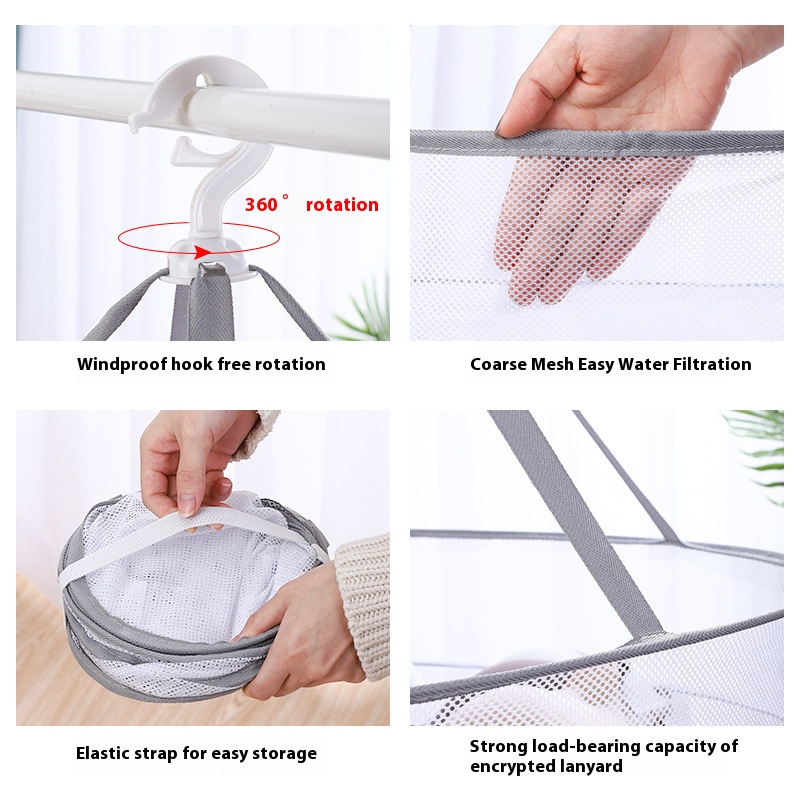 360° rotation
Windproof hook free rotation
Coarse Mesh Easy Water Filtration
Elastic strap for easy storage
Strong load-bearing capacity of
encrypted lanyard